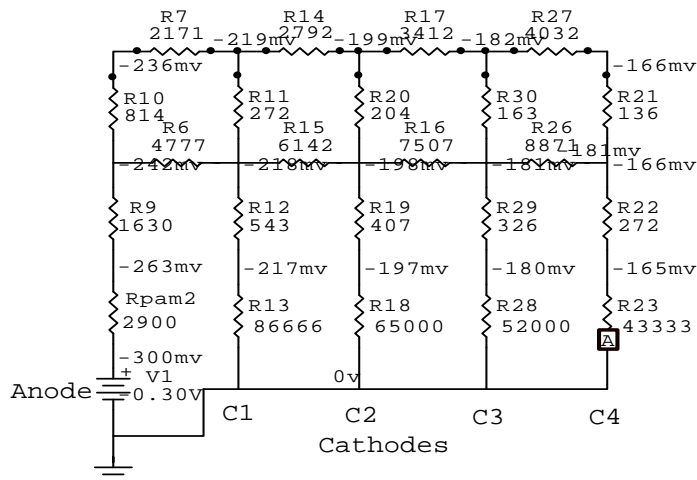 R7 R14 R17 R27
2171 -219mv 2792 -199mv 3412 -182mv 4032
-236mv -166mv
R10 R11 R20 R30 R21
814 272 204 163 136
R6 R15 R16 R26
4777 6142 7507 8871 -181mv
-242mv -218mv -198mv -181mv -166mv
R9 R12 R19 R29 R22
1630 543 407 326 272
-263mv -217mv -197mv -180mv -165mv
Rpam2 R13 R18 R28 R23
2900 86666 65000 52000 43333
A
-300mv
+ V1 0v
Anode -0.30V
C1 C2 C3 C4
Cathodes